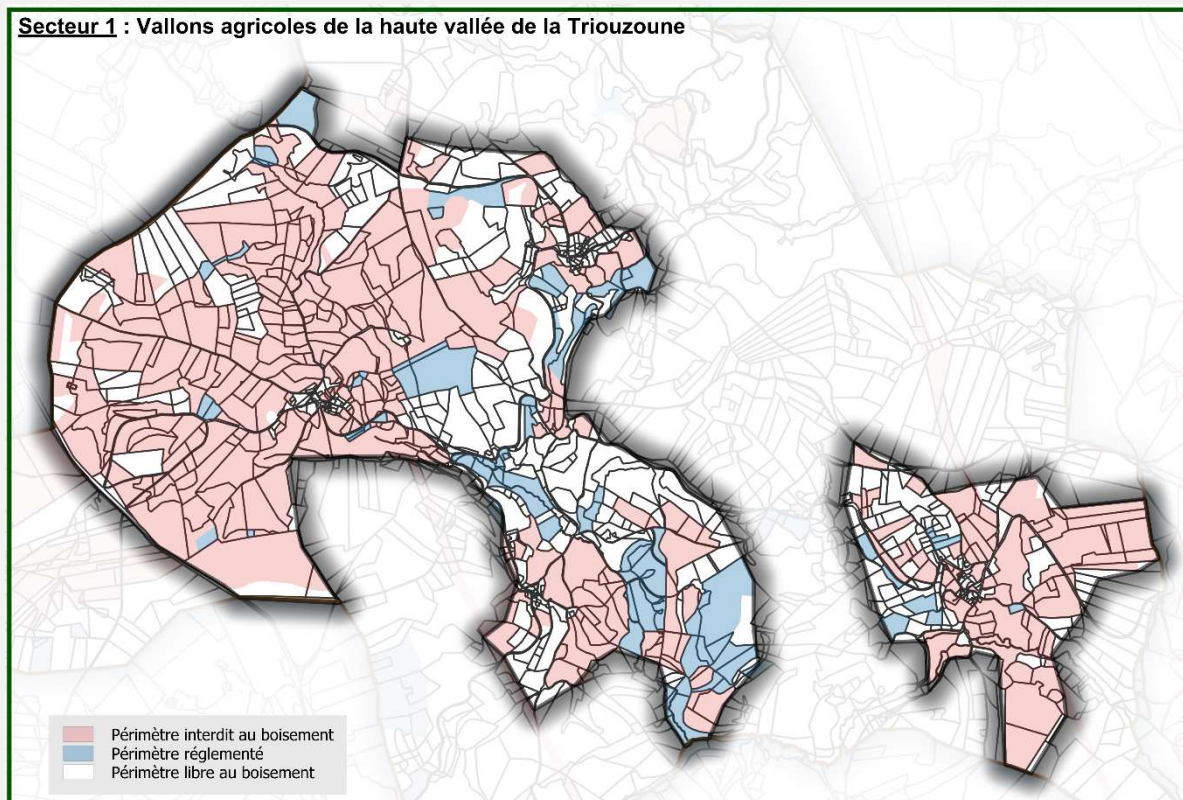 Secteur 1 : Vallons agricoles de la haute vallée de la Triouzoune
Périmètre interdit au boisement
Périmètre réglementé
Périmètre libre au boisement